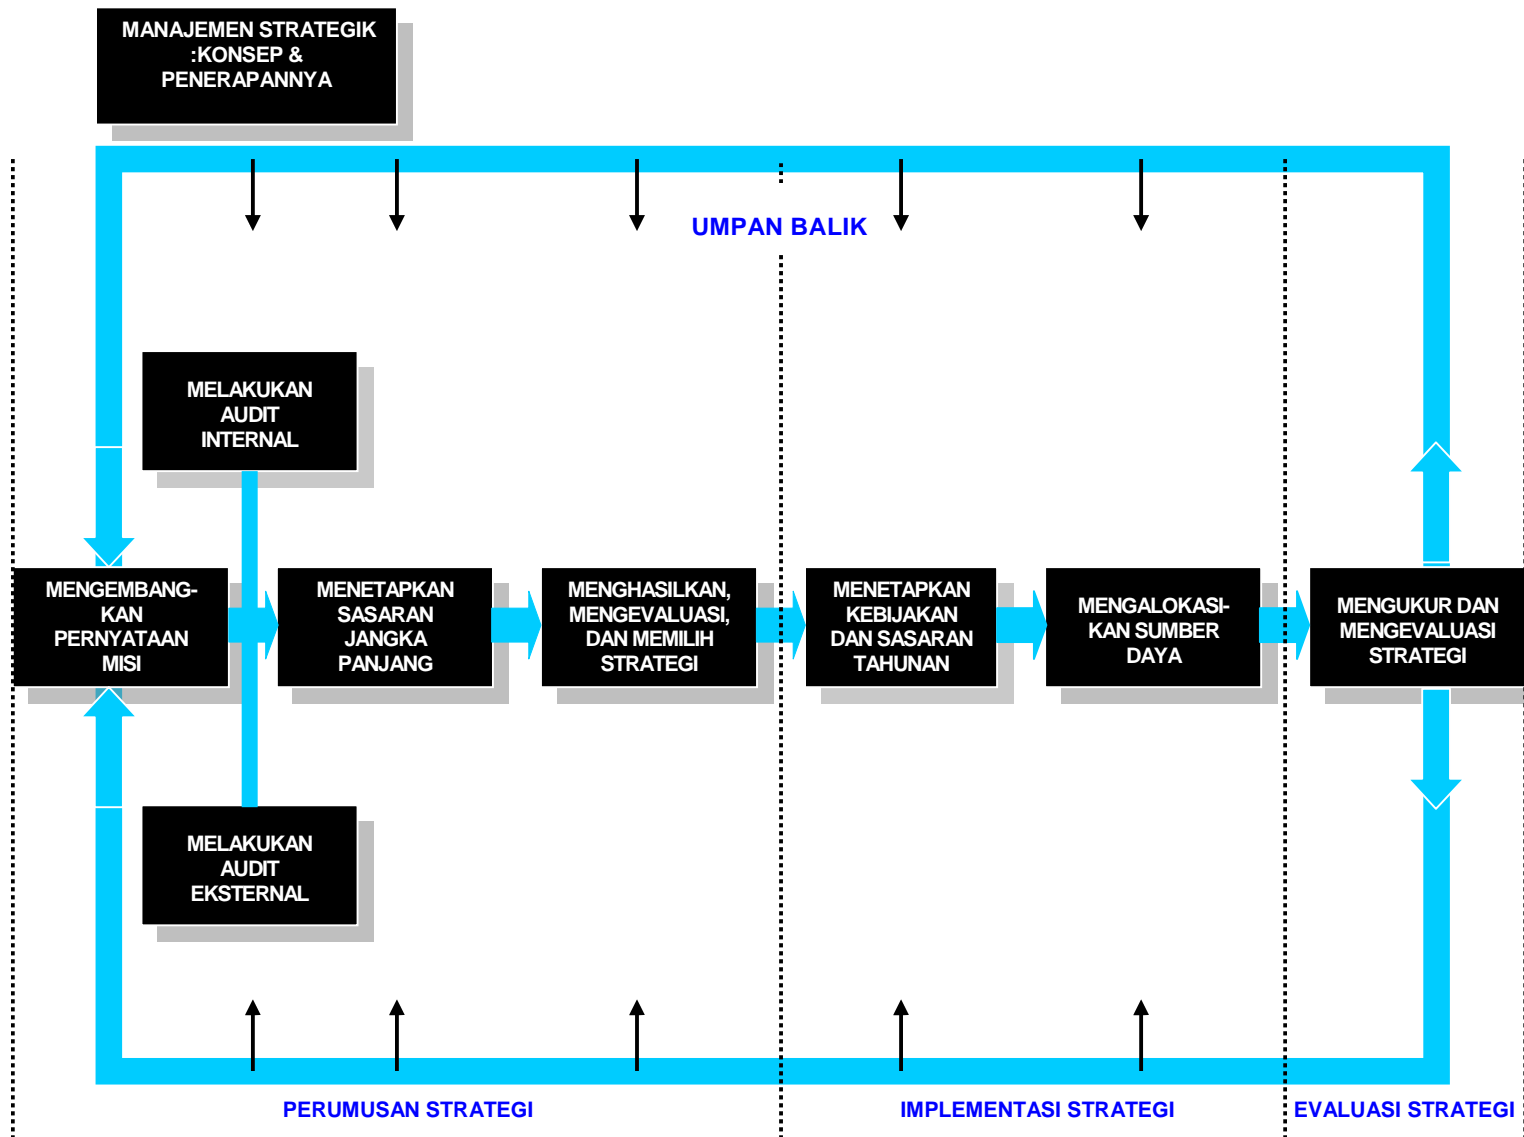 MANAJEMEN STRATEGIK
:KONSEP &
PENERAPANNYA
UMPAN BALIK
MELAKUKAN
AUDIT
INTERNAL
MENGEMBANG-
KAN
PERNYATAAN
MISI
MENETAPKAN
SASARAN
JANGKA
PANJANG
MENGHASILKAN,
MENGEVALUASI,
DAN MEMILIH
STRATEGI
MENETAPKAN
KEBIJAKAN
DAN SASARAN
TAHUNAN
MENGALOKASI-
KAN SUMBER
DAYA
MENGUKUR DAN
MENGEVALUASI
STRATEGI
MELAKUKAN
AUDIT
EKSTERNAL
PERUMUSAN STRATEGI
IMPLEMENTASI STRATEGI
EVALUASI STRATEGI